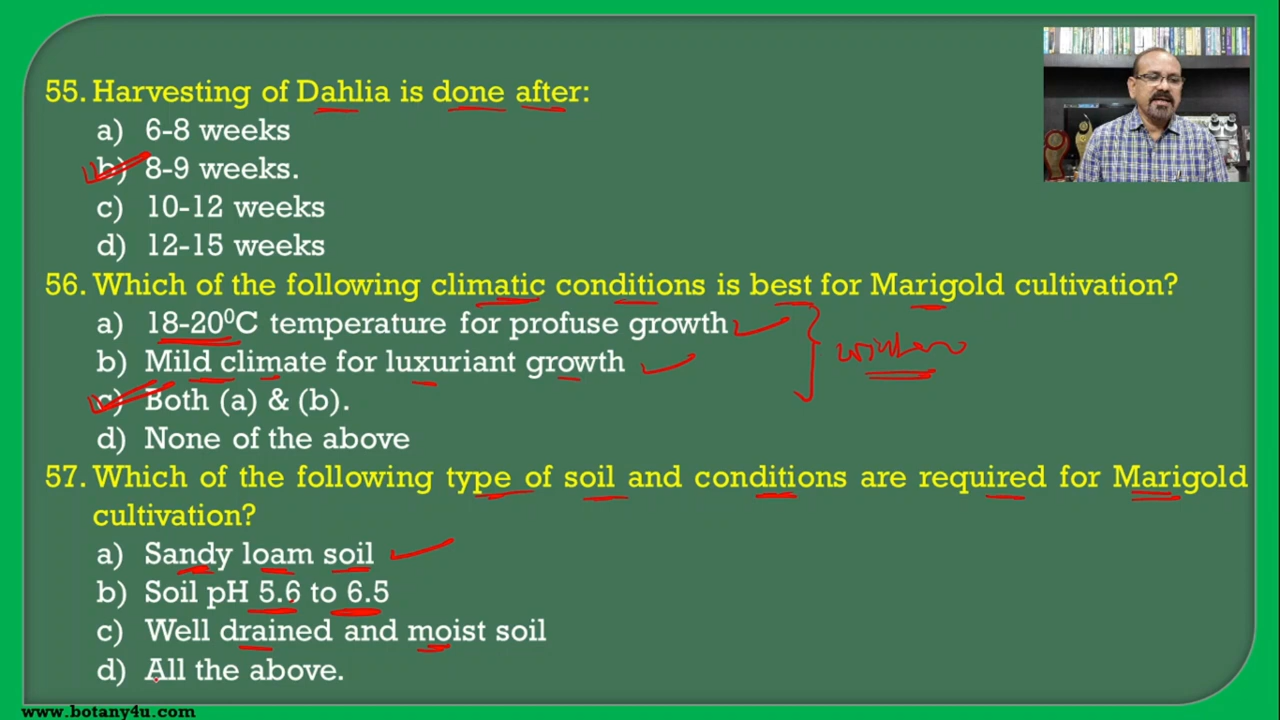 55. Harvesting of Dahlia is done after:
a) 6-8 weeks
b) 8-9 weeks.
c) 10-12 weeks
d) 12-15 weeks
56. Which of the following climatic conditions is best for Marigold cultivation?
a) 18-20⁰C temperature for profuse growth
b) Mild climate for luxuriant growth
winter
c) Both (a) & (b).
d) None of the above
57. Which of the following type of soil and conditions are required for Marigold
cultivation?
a) Sandy loam soil
b) Soil pH 5.6 to 6.5
c) Well drained and moist soil
d) All the above.
www.botany4u.com